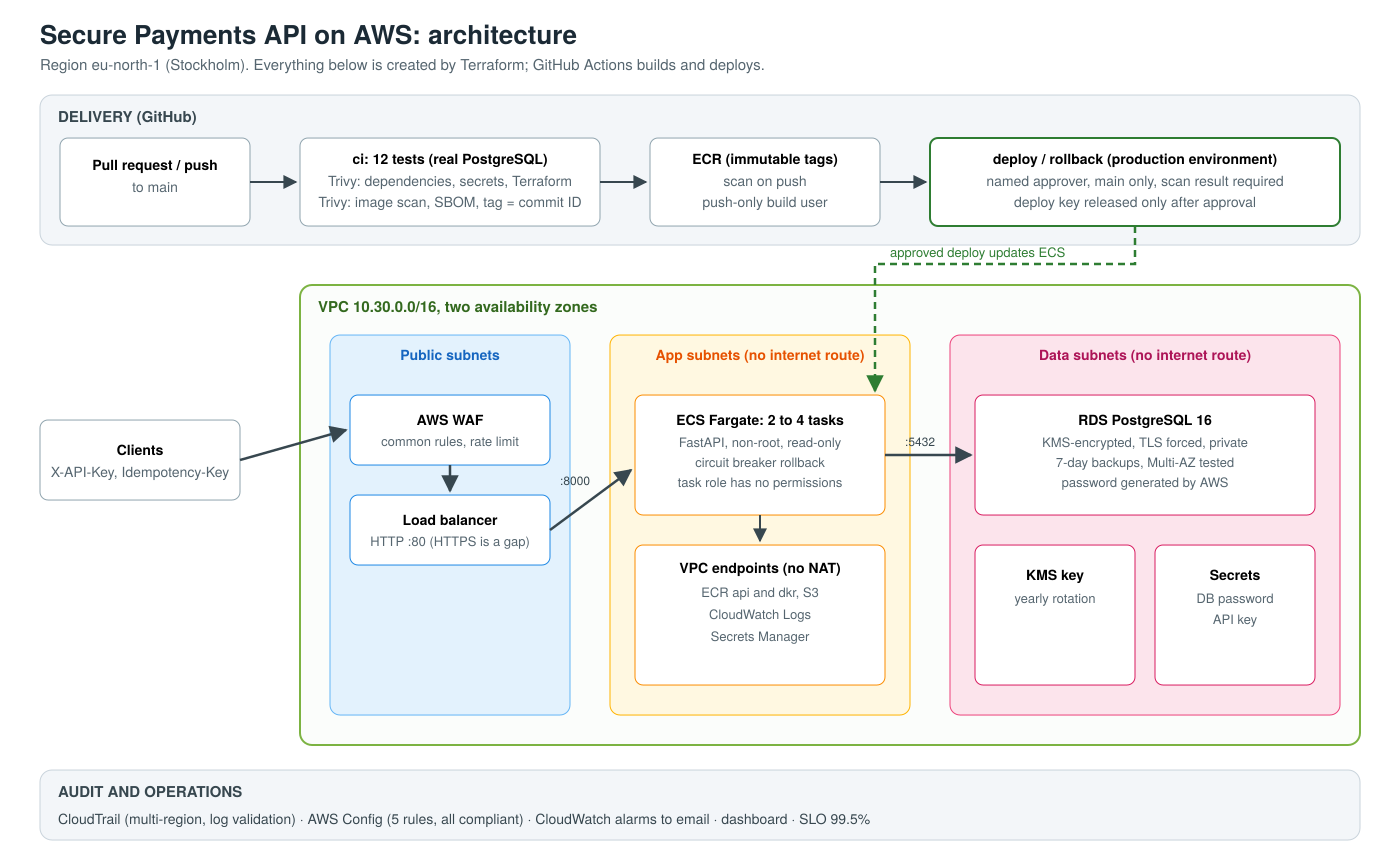 Secure Payments API on AWS: architecture
Region eu-north-1 (Stockholm). Everything below is created by Terraform; GitHub Actions builds and deploys.
DELIVERY (GitHub)
Pull request / push
to main
ci: 12 tests (real PostgreSQL)
Trivy: dependencies, secrets, Terraform
Trivy: image scan, SBOM, tag = commit ID
ECR (immutable tags)
scan on push
push-only build user
deploy / rollback (production environment)
named approver, main only, scan result required
deploy key released only after approval
approved deploy updates ECS
VPC 10.30.0.0/16, two availability zones
Clients
X-API-Key, Idempotency-Key
Public subnets
AWS WAF
common rules, rate limit
Load balancer
HTTP :80 (HTTPS is a gap)
:8000
App subnets (no internet route)
ECS Fargate: 2 to 4 tasks
FastAPI, non-root, read-only
circuit breaker rollback
task role has no permissions
VPC endpoints (no NAT)
ECR api and dkr, S3
CloudWatch Logs
Secrets Manager
:5432
Data subnets (no internet route)
RDS PostgreSQL 16
KMS-encrypted, TLS forced, private
7-day backups, Multi-AZ tested
password generated by AWS
KMS key
yearly rotation
Secrets
DB password
API key
AUDIT AND OPERATIONS
CloudTrail (multi-region, log validation) · AWS Config (5 rules, all compliant) · CloudWatch alarms to email · dashboard · SLO 99.5%